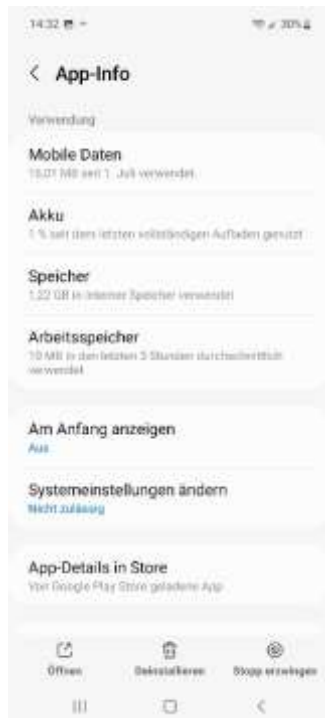 14:32
30%
App-Info
Verwendung
Mobile Daten
MB seit 1. Juli verwendet
Akku
1 % seit dem letzten vollständigen Aufladen genutzt
Speicher
1,22 GB in Interner Speicher verwendet
Arbeitsspeicher
10 MB in den letzten 3 Stunden durchschnittlich
verwendet
Am Anfang anzeigen
Aus
Systemeinstellungen ändern
Nicht zulässig
App-Details in Store
Von Google Play Store geladene App
Öffnen
Deinstallieren
Stopp erzwingen